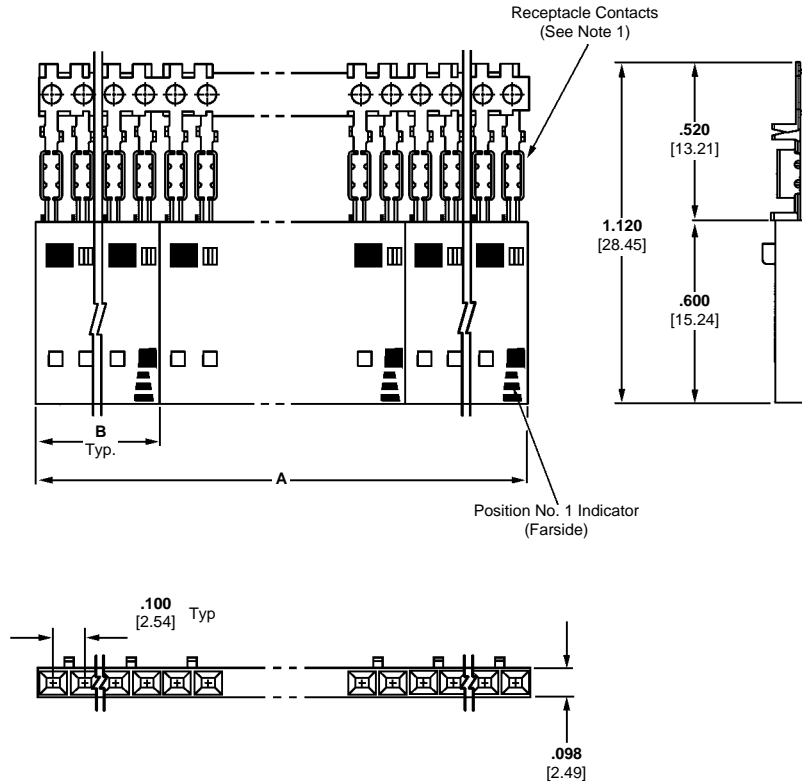 Receptacle Contacts
(See Note 1)
.520
[13.21]
1.120
[28.45]
.600
[15.24]
B
Typ.
A
Position No. 1 Indicator
(Farside)
.100
[2.54]
Typ
.098
[2.49]